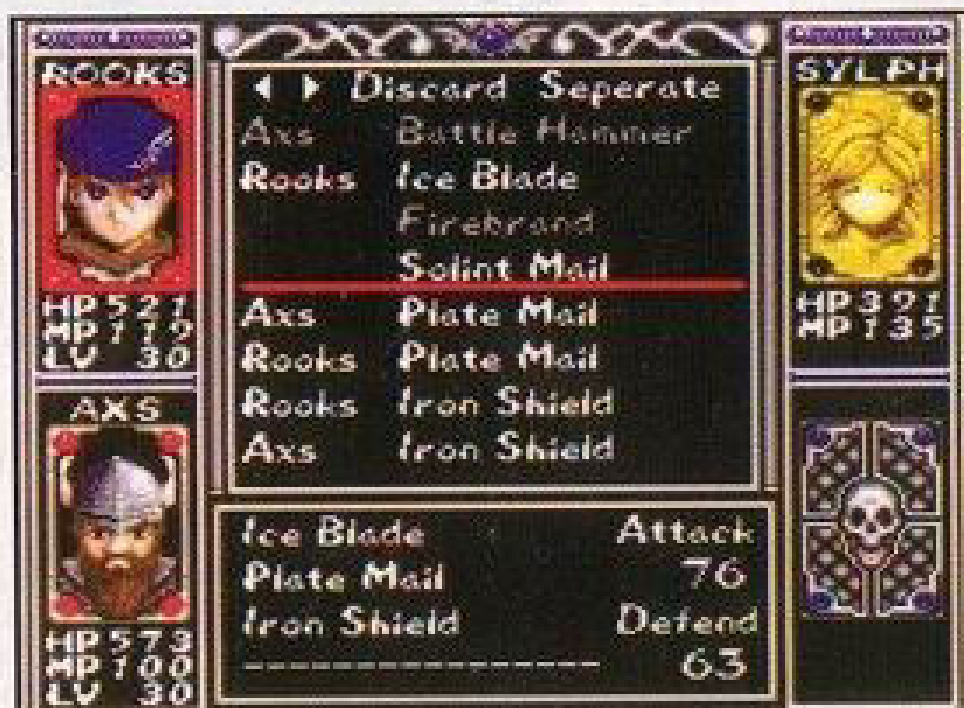 ROOKS
HP 521
MP 119
LV 30
AXS
HP 573
MP 100
LV 30
Discard Seperate
Axs Battle Hammer
Rooks Ice Blade
Firebrand
Splint Mail
Axs Plate Mail
Rooks Plate Mail
Rooks Iron Shield
Axs Iron Shield
Ice Blade Attack
Plate Mail 76
Iron Shield Defend
--------------- 63
SYLPH
HP 391
MP 135